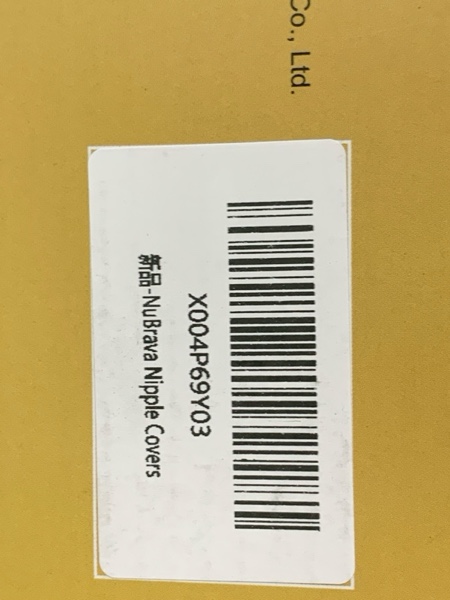 Co., Ltd.
X004P69Y03
新品-NuBrava Nipple Covers